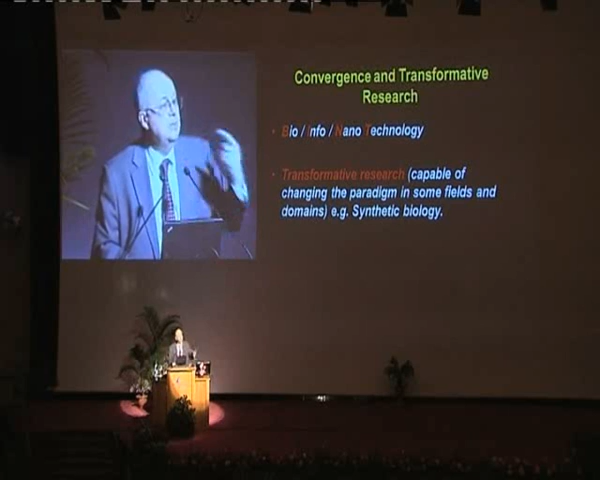 Convergence and Transformative
Research
• Bio / Info / Nano Technology
• Transformative research (capable of
changing the paradigm in some fields and
domains) e.g. Synthetic biology.